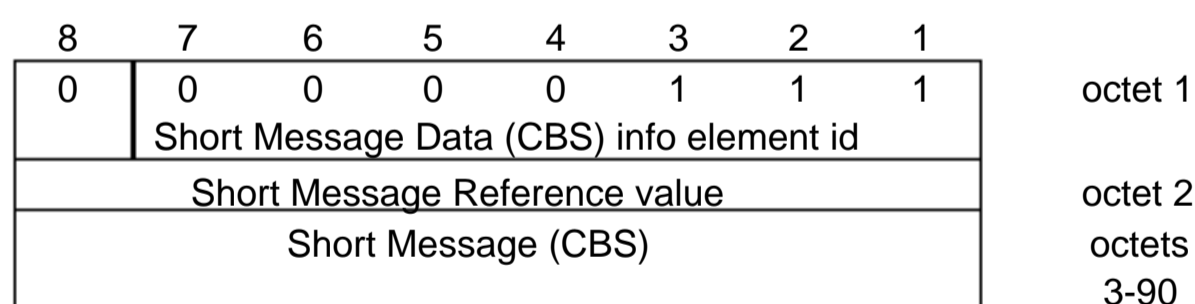 8 7 6 5 4 3 2 1
0 0 0 0 0 1 1 1 octet 1
Short Message Data (CBS) info element id
Short Message Reference value octet 2
Short Message (CBS) octets
3-90